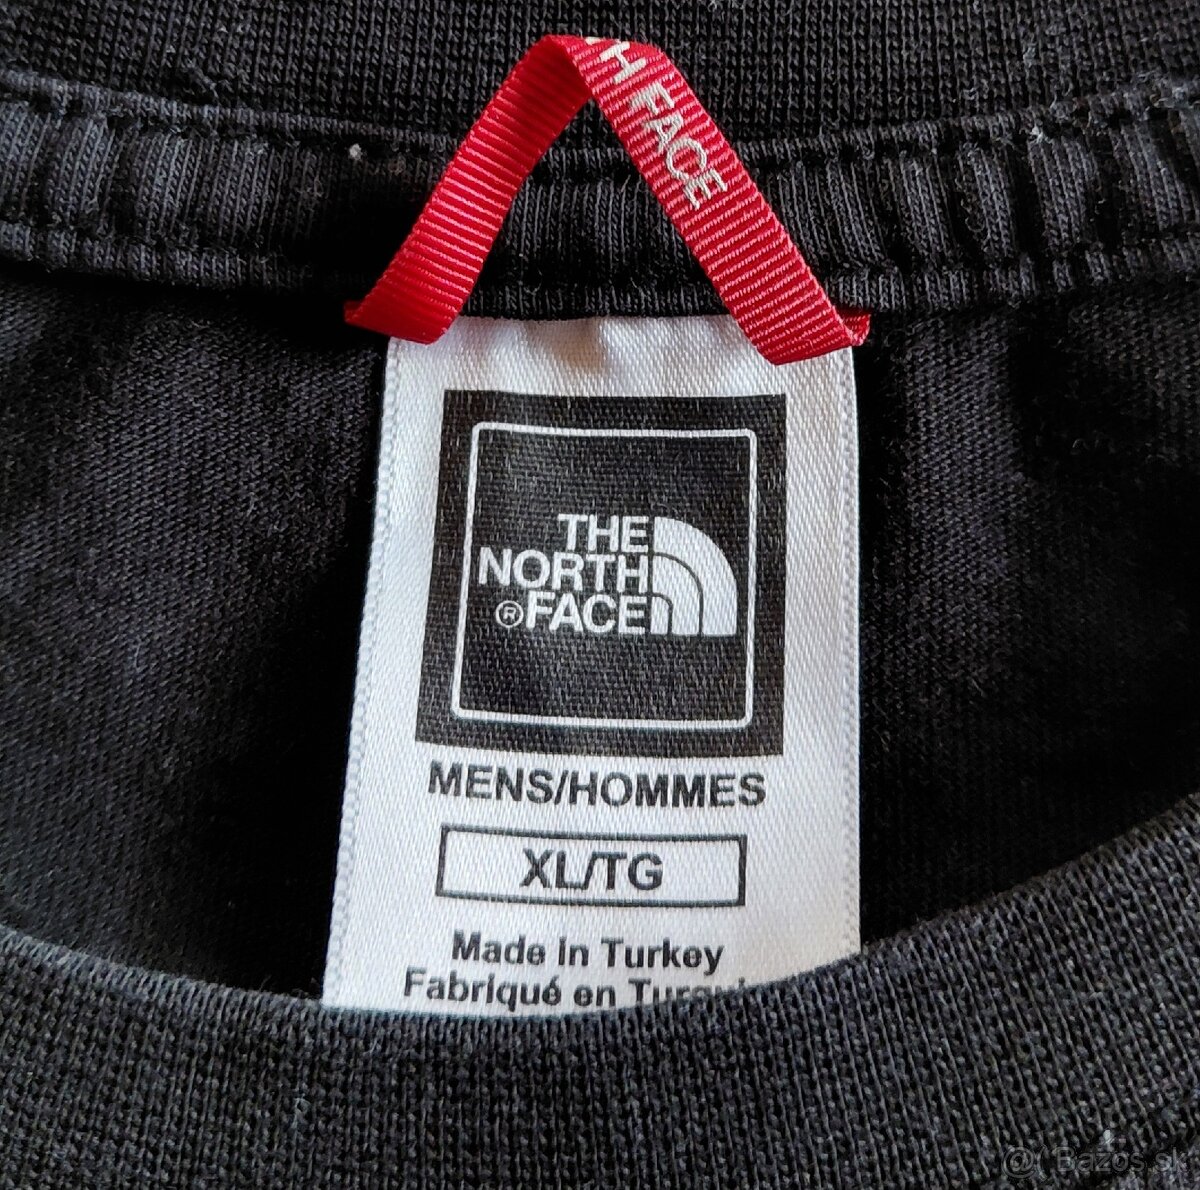 H FACE
THE
NORTH
®FACE
MENS/HOMMES
XL/TG
Made In Turkey
Fabriqué en
@( Bazos.sk